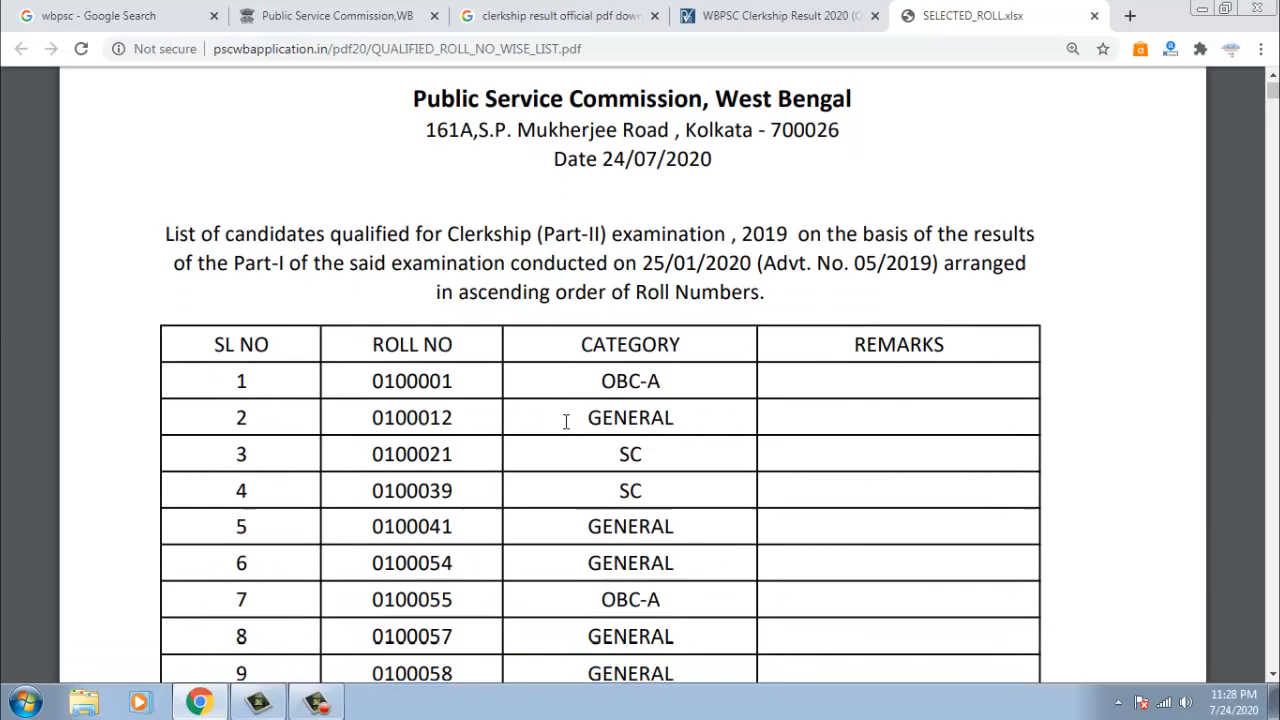 wbpsc - Google Search
Public Service Commission,WB
clerkship result official pdf dow
WBPSC Clerkship Result 2020 (
SELECTED_ROLL.xlsx
Not secure | pscwbapplication.in/pdf20/QUALIFIED_ROLL_NO_WISE_LIST.pdf
Public Service Commission, West Bengal
161A,S.P. Mukherjee Road , Kolkata - 700026
Date 24/07/2020
List of candidates qualified for Clerkship (Part-II) examination , 2019 on the basis of the results
of the Part-I of the said examination conducted on 25/01/2020 (Advt. No. 05/2019) arranged
in ascending order of Roll Numbers.
SL NO ROLL NO CATEGORY REMARKS
1 0100001 OBC-A
2 0100012 GENERAL
3 0100021 SC
4 0100039 SC
5 0100041 GENERAL
6 0100054 GENERAL
7 0100055 OBC-A
8 0100057 GENERAL
9 0100058 GENERAL
11:28 PM
7/24/2020